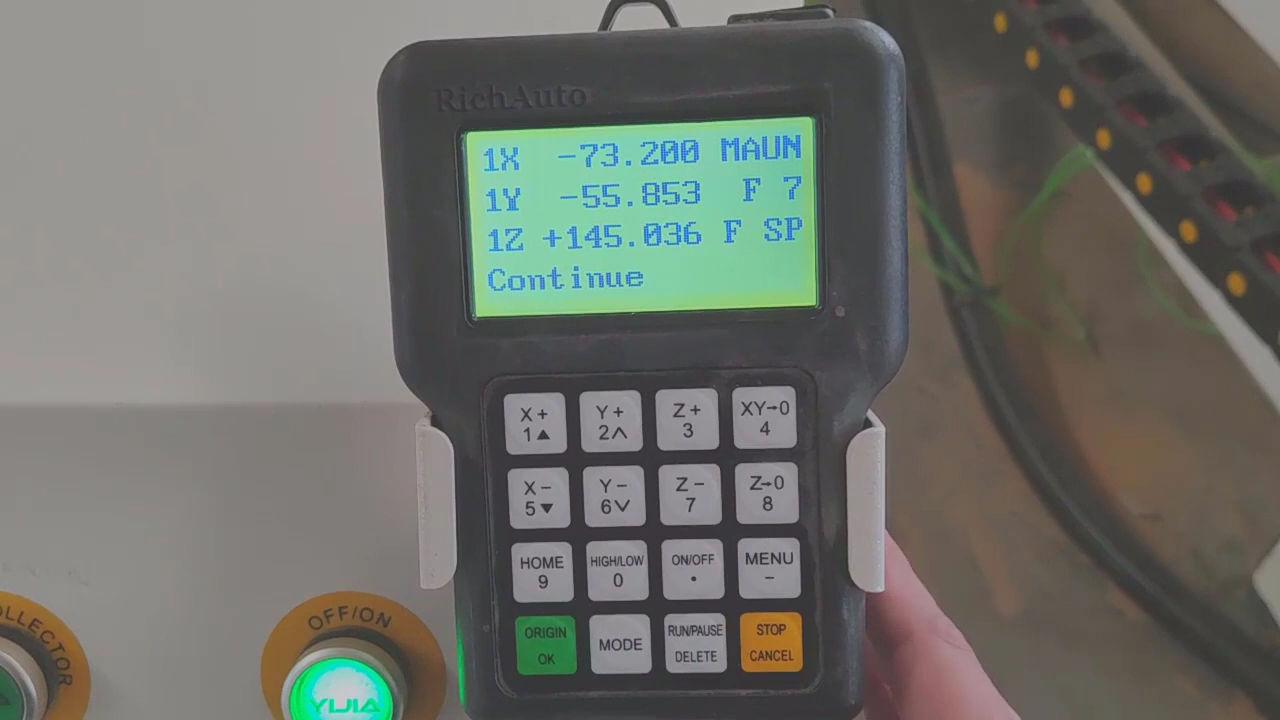 RichAuto
1X -73.200 MAUN
1Y -55.853 F 7
1Z +145.036 F SP
Continue
X+ Y+ Z+ XY→0
1▲ 2∧ 3 4
X- Y- Z- Z→0
5▼ 6∨ 7 8
HOME HIGH/LOW ON/OFF MENU
9 0 • -
ORIGIN MODE RUN/PAUSE STOP
OK DELETE CANCEL
OFF/ON
YIJIA